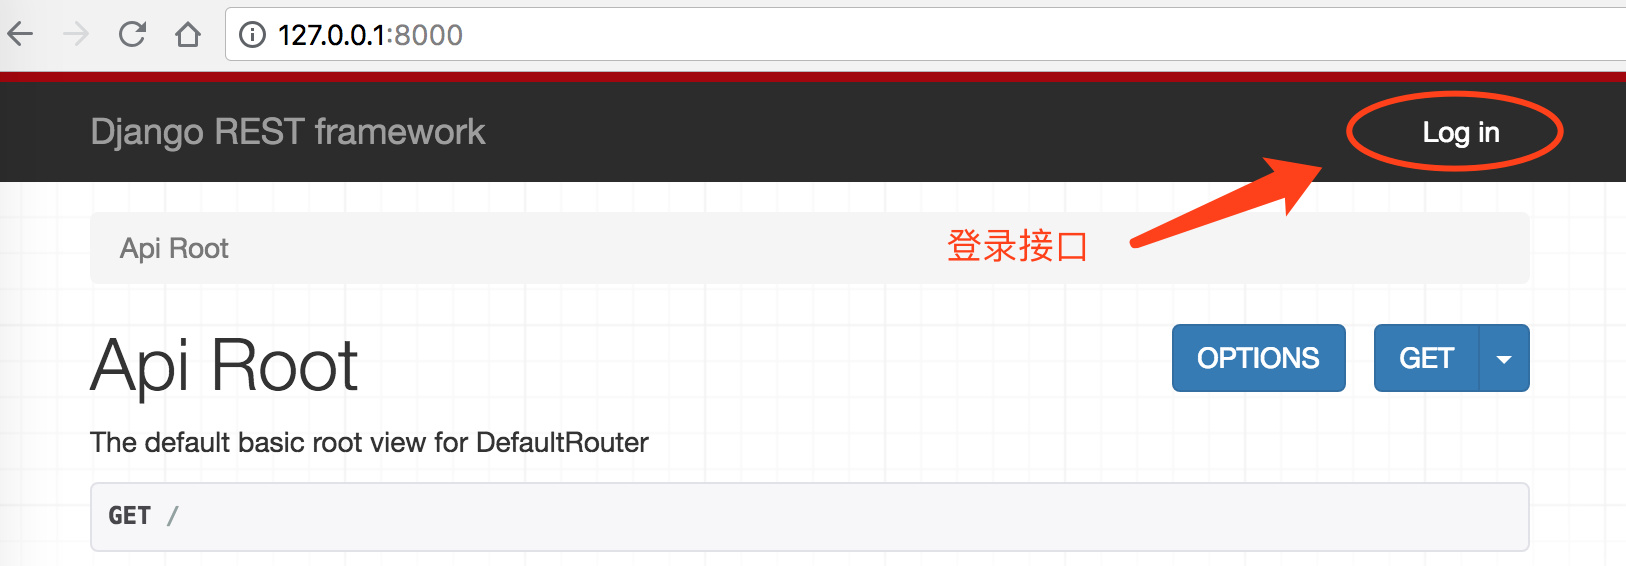 127.0.0.1:8000
Django REST framework
Log in
Api Root
登录接口
Api Root
OPTIONS
GET
The default basic root view for DefaultRouter
GET /